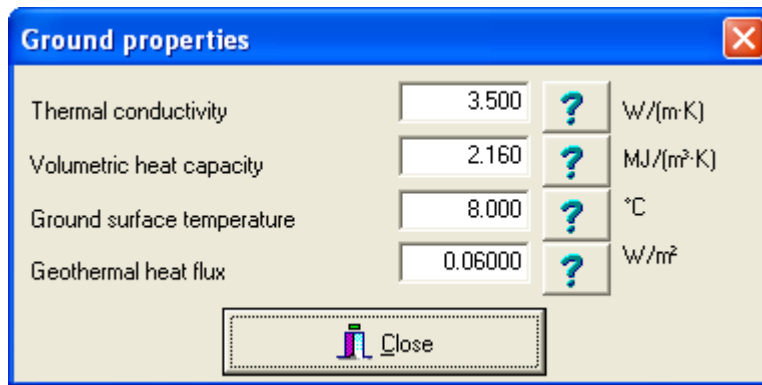 Ground properties
Thermal conductivity 3.500 ? W/(m·K)
Volumetric heat capacity 2.160 ? MJ/(m³·K)
Ground surface temperature 8.000 ? °C
Geothermal heat flux 0.06000 ? W/m²
Close